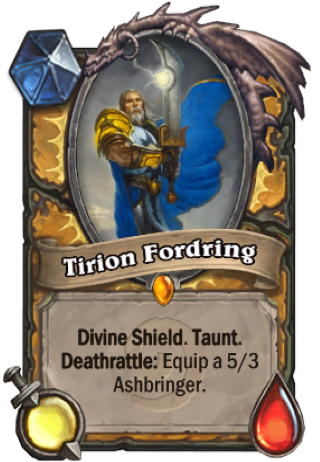 Tirion Fordring
Divine Shield. Taunt.
Deathrattle: Equip a 5/3
Ashbringer.